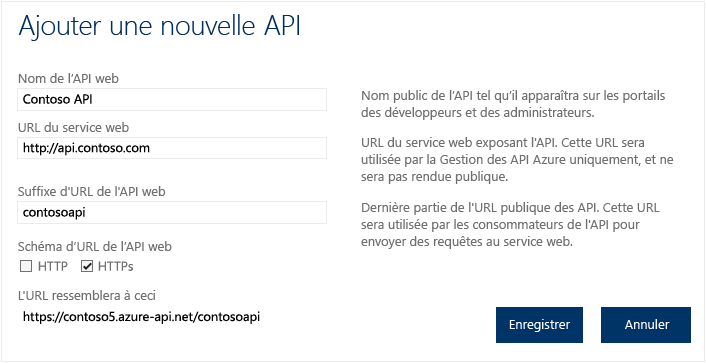 Ajouter une nouvelle API
Nom de l’API web
Contoso API
Nom public de l’API tel qu’il apparaîtra sur les portails
des développeurs et des administrateurs.
URL du service web
http://api.contoso.com
URL du service web exposant l'API. Cette URL sera
utilisée par la Gestion des API Azure uniquement, et ne
sera pas rendue publique.
Suffixe d'URL de l'API web
contosoapi
Dernière partie de l'URL publique des API. Cette URL
sera utilisée par les consommateurs de l'API pour
envoyer des requêtes au service web.
Schéma d’URL de l’API web
HTTP HTTPs
L'URL ressemblera à ceci
https://contoso5.azure-api.net/contosoapi
Enregistrer Annuler